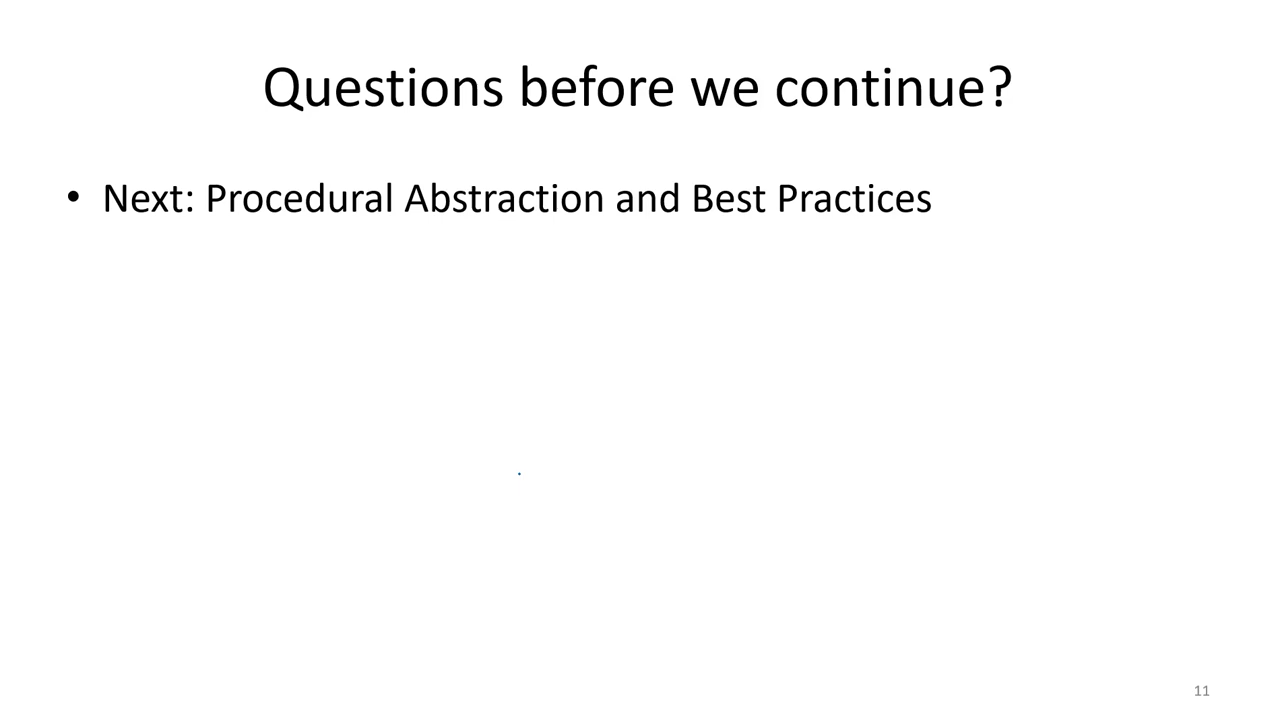 Questions before we continue?
• Next: Procedural Abstraction and Best Practices
11